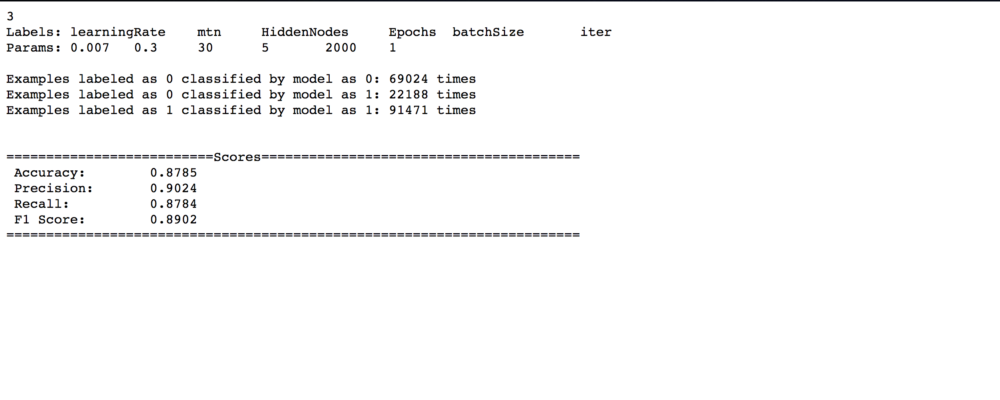 3
Labels: learningRate    mtn     HiddenNodes     Epochs  batchSize       iter
Params: 0.007   0.3     30      5       2000    1
Examples labeled as 0 classified by model as 0: 69024 times
Examples labeled as 0 classified by model as 1: 22188 times
Examples labeled as 1 classified by model as 1: 91471 times
==========================Scores========================================
 Accuracy:        0.8785
 Precision:       0.9024
 Recall:          0.8784
 F1 Score:        0.8902
========================================================================